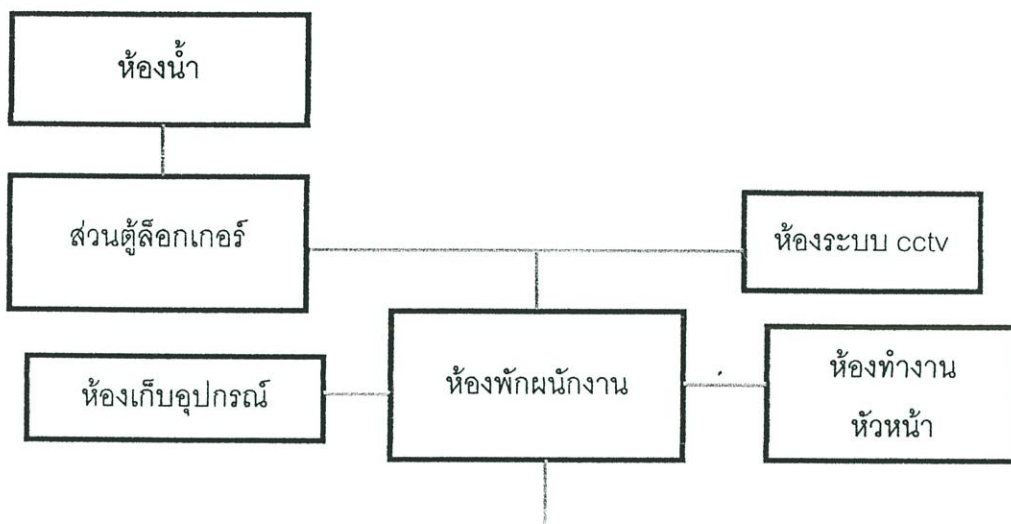 ห้องน้ำ
ส่วนตู้ล็อกเกอร์
ห้องระบบ cctv
ห้องเก็บอุปกรณ์
ห้องพักผนักงาน
ห้องทำงาน
หัวหน้า